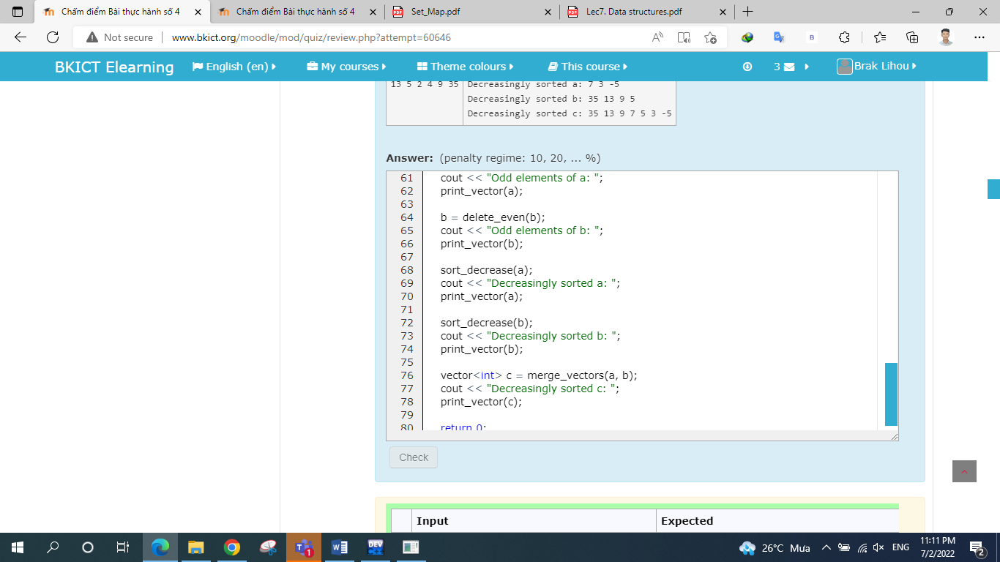 Chấm điểm Bài thực hành số 4
Chấm điểm Bài thực hành số 4
Set_Map.pdf
Lec7. Data structures.pdf
Not secure
www.bkict.org/moodle/mod/quiz/review.php?attempt=60646
BKICT Elearning
English (en)
My courses
Theme colours
This course
3
Brak Lihou
13 5 2 4 9 35
Decreasingly sorted a: 7 3 -5
Decreasingly sorted b: 35 13 9 5
Decreasingly sorted c: 35 13 9 7 5 3 -5
Answer: (penalty regime: 10, 20, ... %)
61 cout << "Odd elements of a: ";
62 print_vector(a);
63
64 b = delete_even(b);
65 cout << "Odd elements of b: ";
66 print_vector(b);
67
68 sort_decrease(a);
69 cout << "Decreasingly sorted a: ";
70 print_vector(a);
71
72 sort_decrease(b);
73 cout << "Decreasingly sorted b: ";
74 print_vector(b);
75
76 vector<int> c = merge_vectors(a, b);
77 cout << "Decreasingly sorted c: ";
78 print_vector(c);
79
80 return 0;
Check
Input
Expected
26°C Mưa
ENG
11:11 PM
7/2/2022